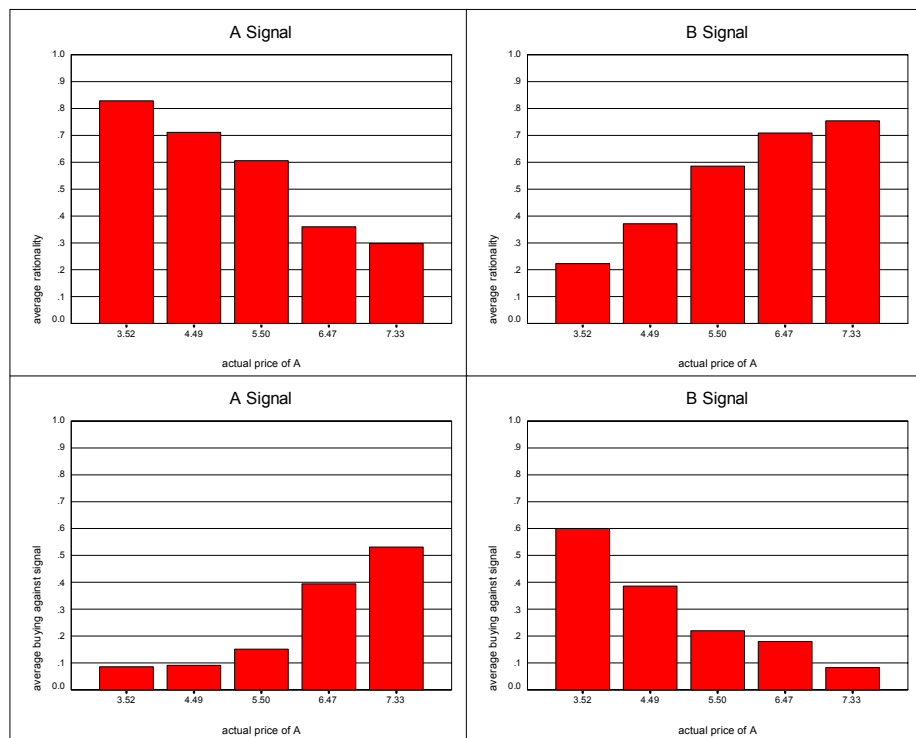 A Signal
1.0
.9
.8
.7
.6
.5
.4
.3
.2
.1
0.0
average rationality
3.52 4.49 5.50 6.47 7.33
actual price of A
B Signal
1.0
.9
.8
.7
.6
.5
.4
.3
.2
.1
0.0
average rationality
3.52 4.49 5.50 6.47 7.33
actual price of A
A Signal
1.0
.9
.8
.7
.6
.5
.4
.3
.2
.1
0.0
average buying against signal
3.52 4.49 5.50 6.47 7.33
actual price of A
B Signal
1.0
.9
.8
.7
.6
.5
.4
.3
.2
.1
0.0
average buying against signal
3.52 4.49 5.50 6.47 7.33
actual price of A